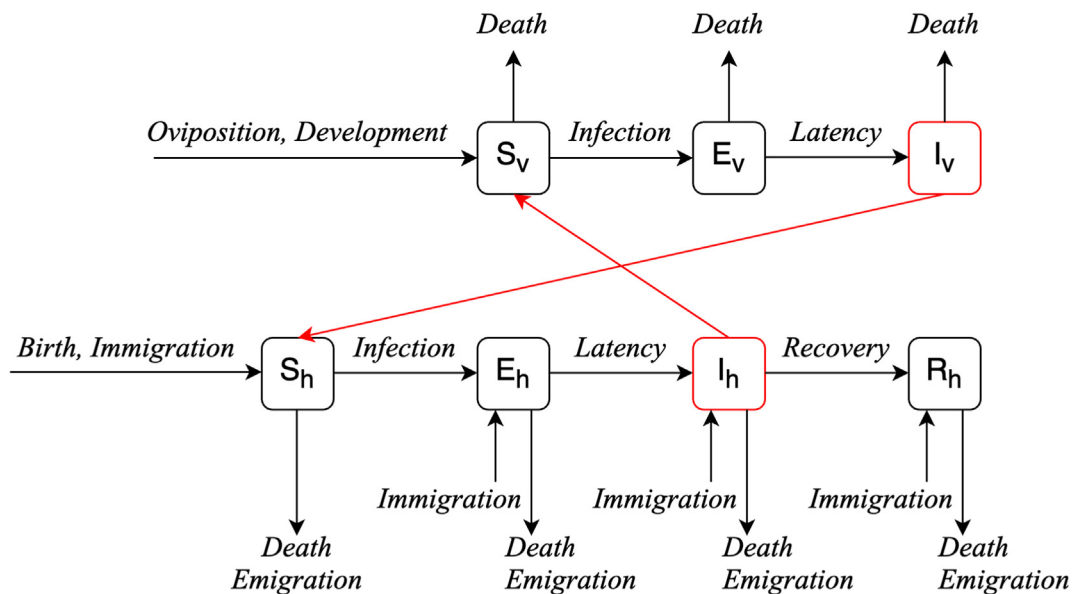 Death Death Death
Oviposition, Development Infection Latency
Sv Ev Iv
Birth, Immigration Infection Latency Recovery
Sh Eh Ih Rh
Immigration Immigration Immigration
Death Death Death Death
Emigration Emigration Emigration Emigration